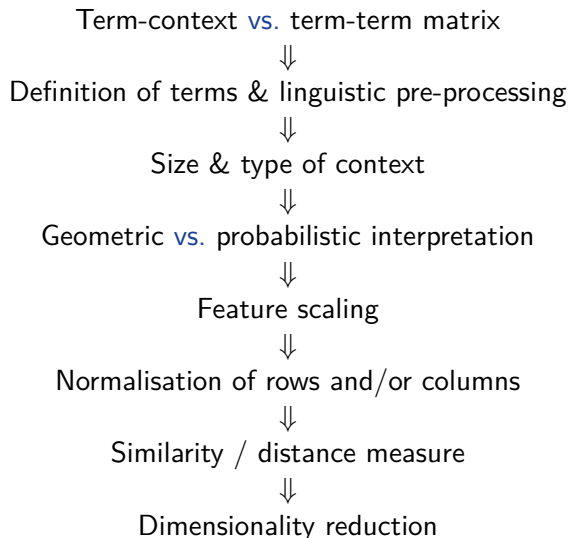 Term-context vs. term-term matrix
⇓
Definition of terms & linguistic pre-processing
⇓
Size & type of context
⇓
Geometric vs. probabilistic interpretation
⇓
Feature scaling
⇓
Normalisation of rows and/or columns
⇓
Similarity / distance measure
⇓
Dimensionality reduction